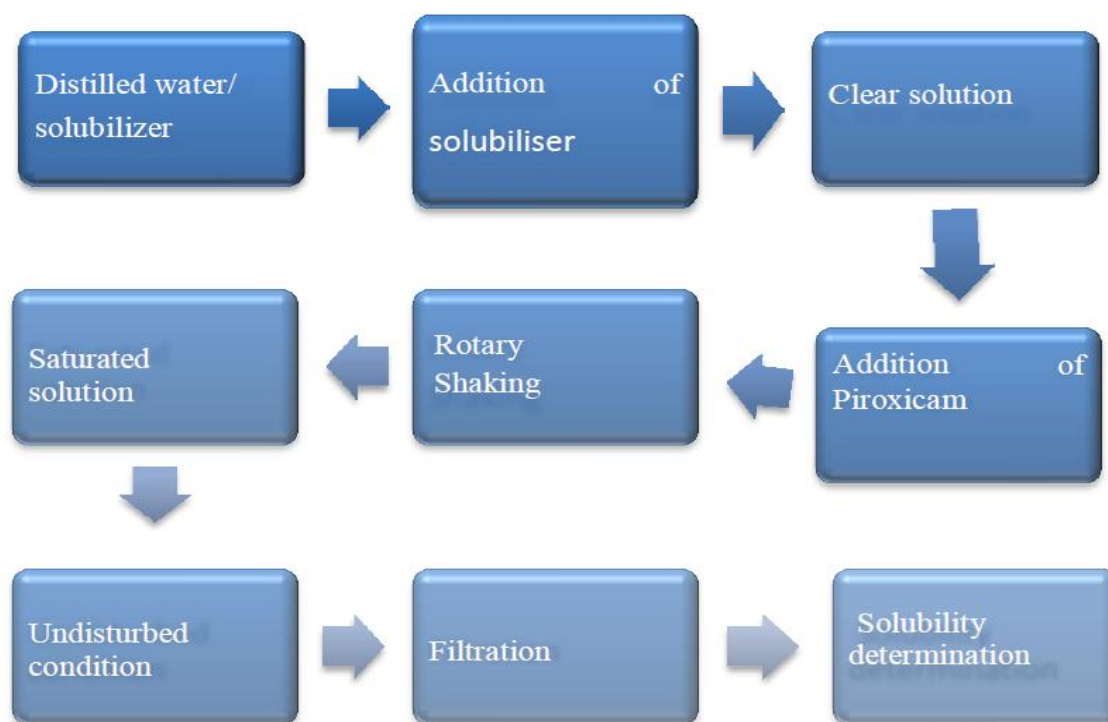 Distilled water/
solubilizer
Addition of
solubiliser
Clear solution
Addition of
Piroxicam
Rotary
Shaking
Saturated
solution
Undisturbed
condition
Filtration
Solubility
determination